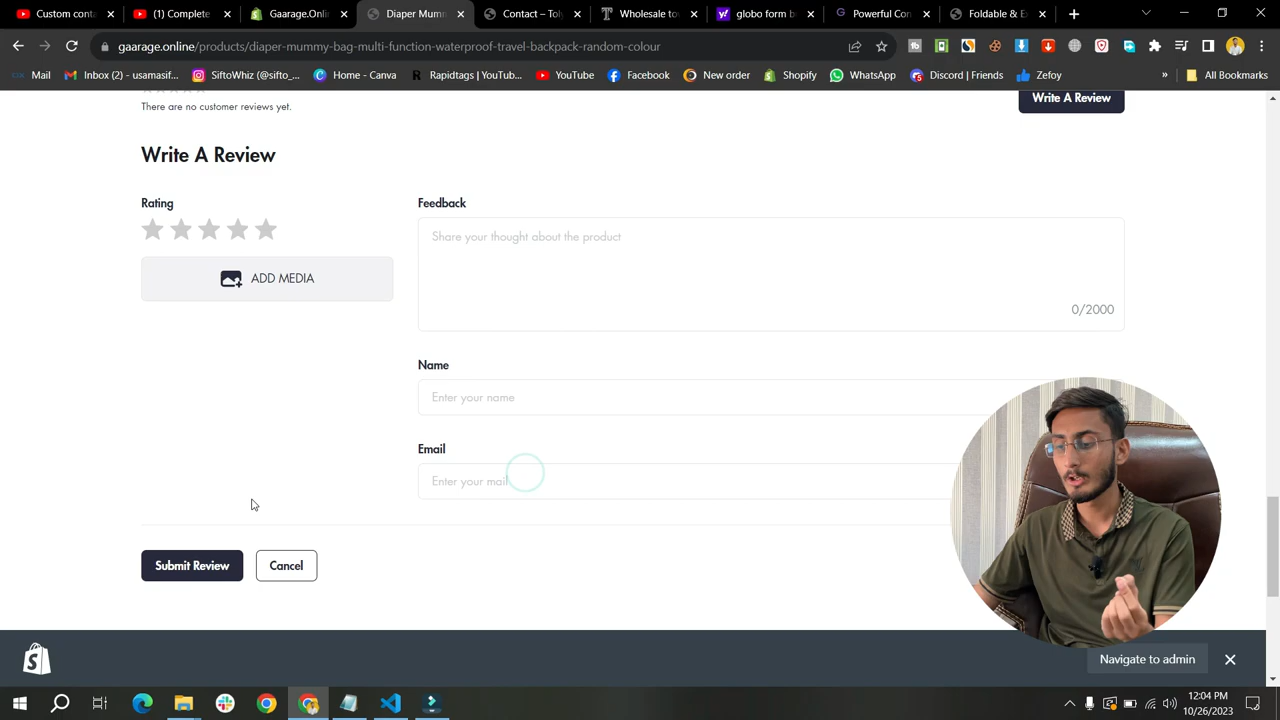 Custom conta
(1) Complete
Gaarage.Onli
Diaper Mumm
Contact – Toly
Wholesale to
globo form b
Powerful Con
Foldable & E
gaarage.online/products/diaper-mummy-bag-multi-function-waterproof-travel-backpack-random-colour
Mail
Inbox (2) - usamasif...
SiftoWhiz (@sifto_...
Home - Canva
Rapidtags | YouTub...
YouTube
Facebook
New order
Shopify
WhatsApp
Discord | Friends
Zefoy
»
All Bookmarks
There are no customer reviews yet.
Write A Review
Write A Review
Rating
Feedback
Share your thought about the product
ADD MEDIA
0/2000
Name
Enter your name
Email
Enter your mail
Submit Review
Cancel
Navigate to admin
12:04 PM
10/26/2023